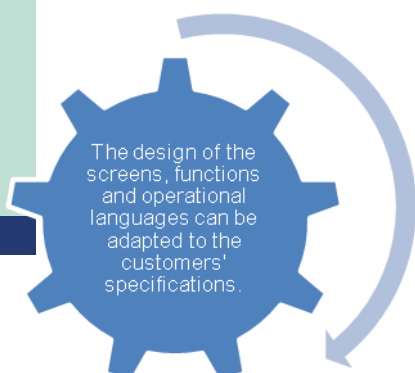 The design of the
screens, functions
and operational
languages can be
adapted to the
customers'
specifications.